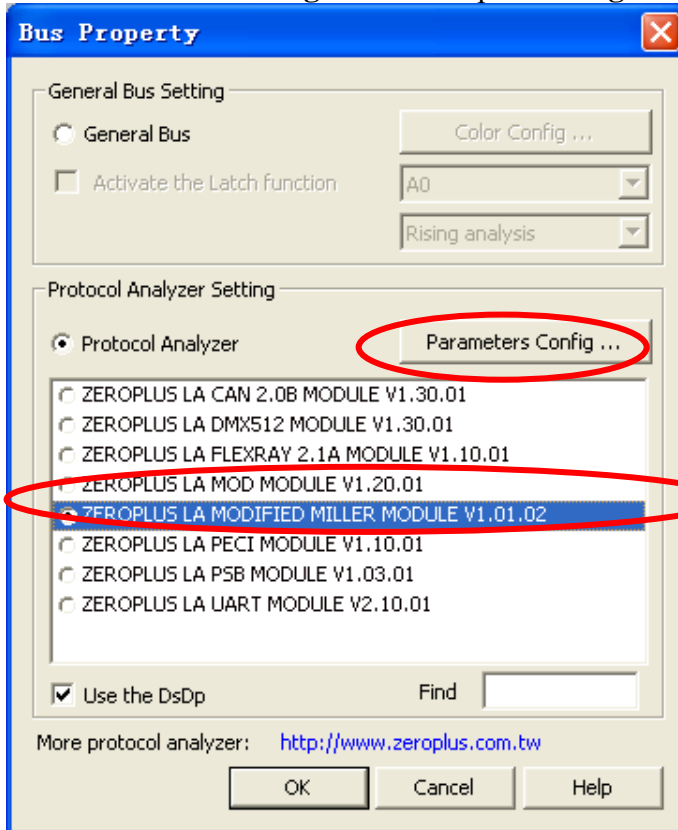 Bus Property
General Bus Setting
General Bus
Color Config ...
Activate the Latch function
A0
Rising analysis
Protocol Analyzer Setting
Protocol Analyzer
Parameters Config ...
ZEROPLUS LA CAN 2.0B MODULE V1.30.01
ZEROPLUS LA DMX512 MODULE V1.30.01
ZEROPLUS LA FLEXRAY 2.1A MODULE V1.10.01
ZEROPLUS LA MOD MODULE V1.20.01
ZEROPLUS LA MODIFIED MILLER MODULE V1.01.02
ZEROPLUS LA PECI MODULE V1.10.01
ZEROPLUS LA PSB MODULE V1.03.01
ZEROPLUS LA UART MODULE V2.10.01
Use the DsDp
Find
More protocol analyzer: http://www.zeroplus.com.tw
OK
Cancel
Help